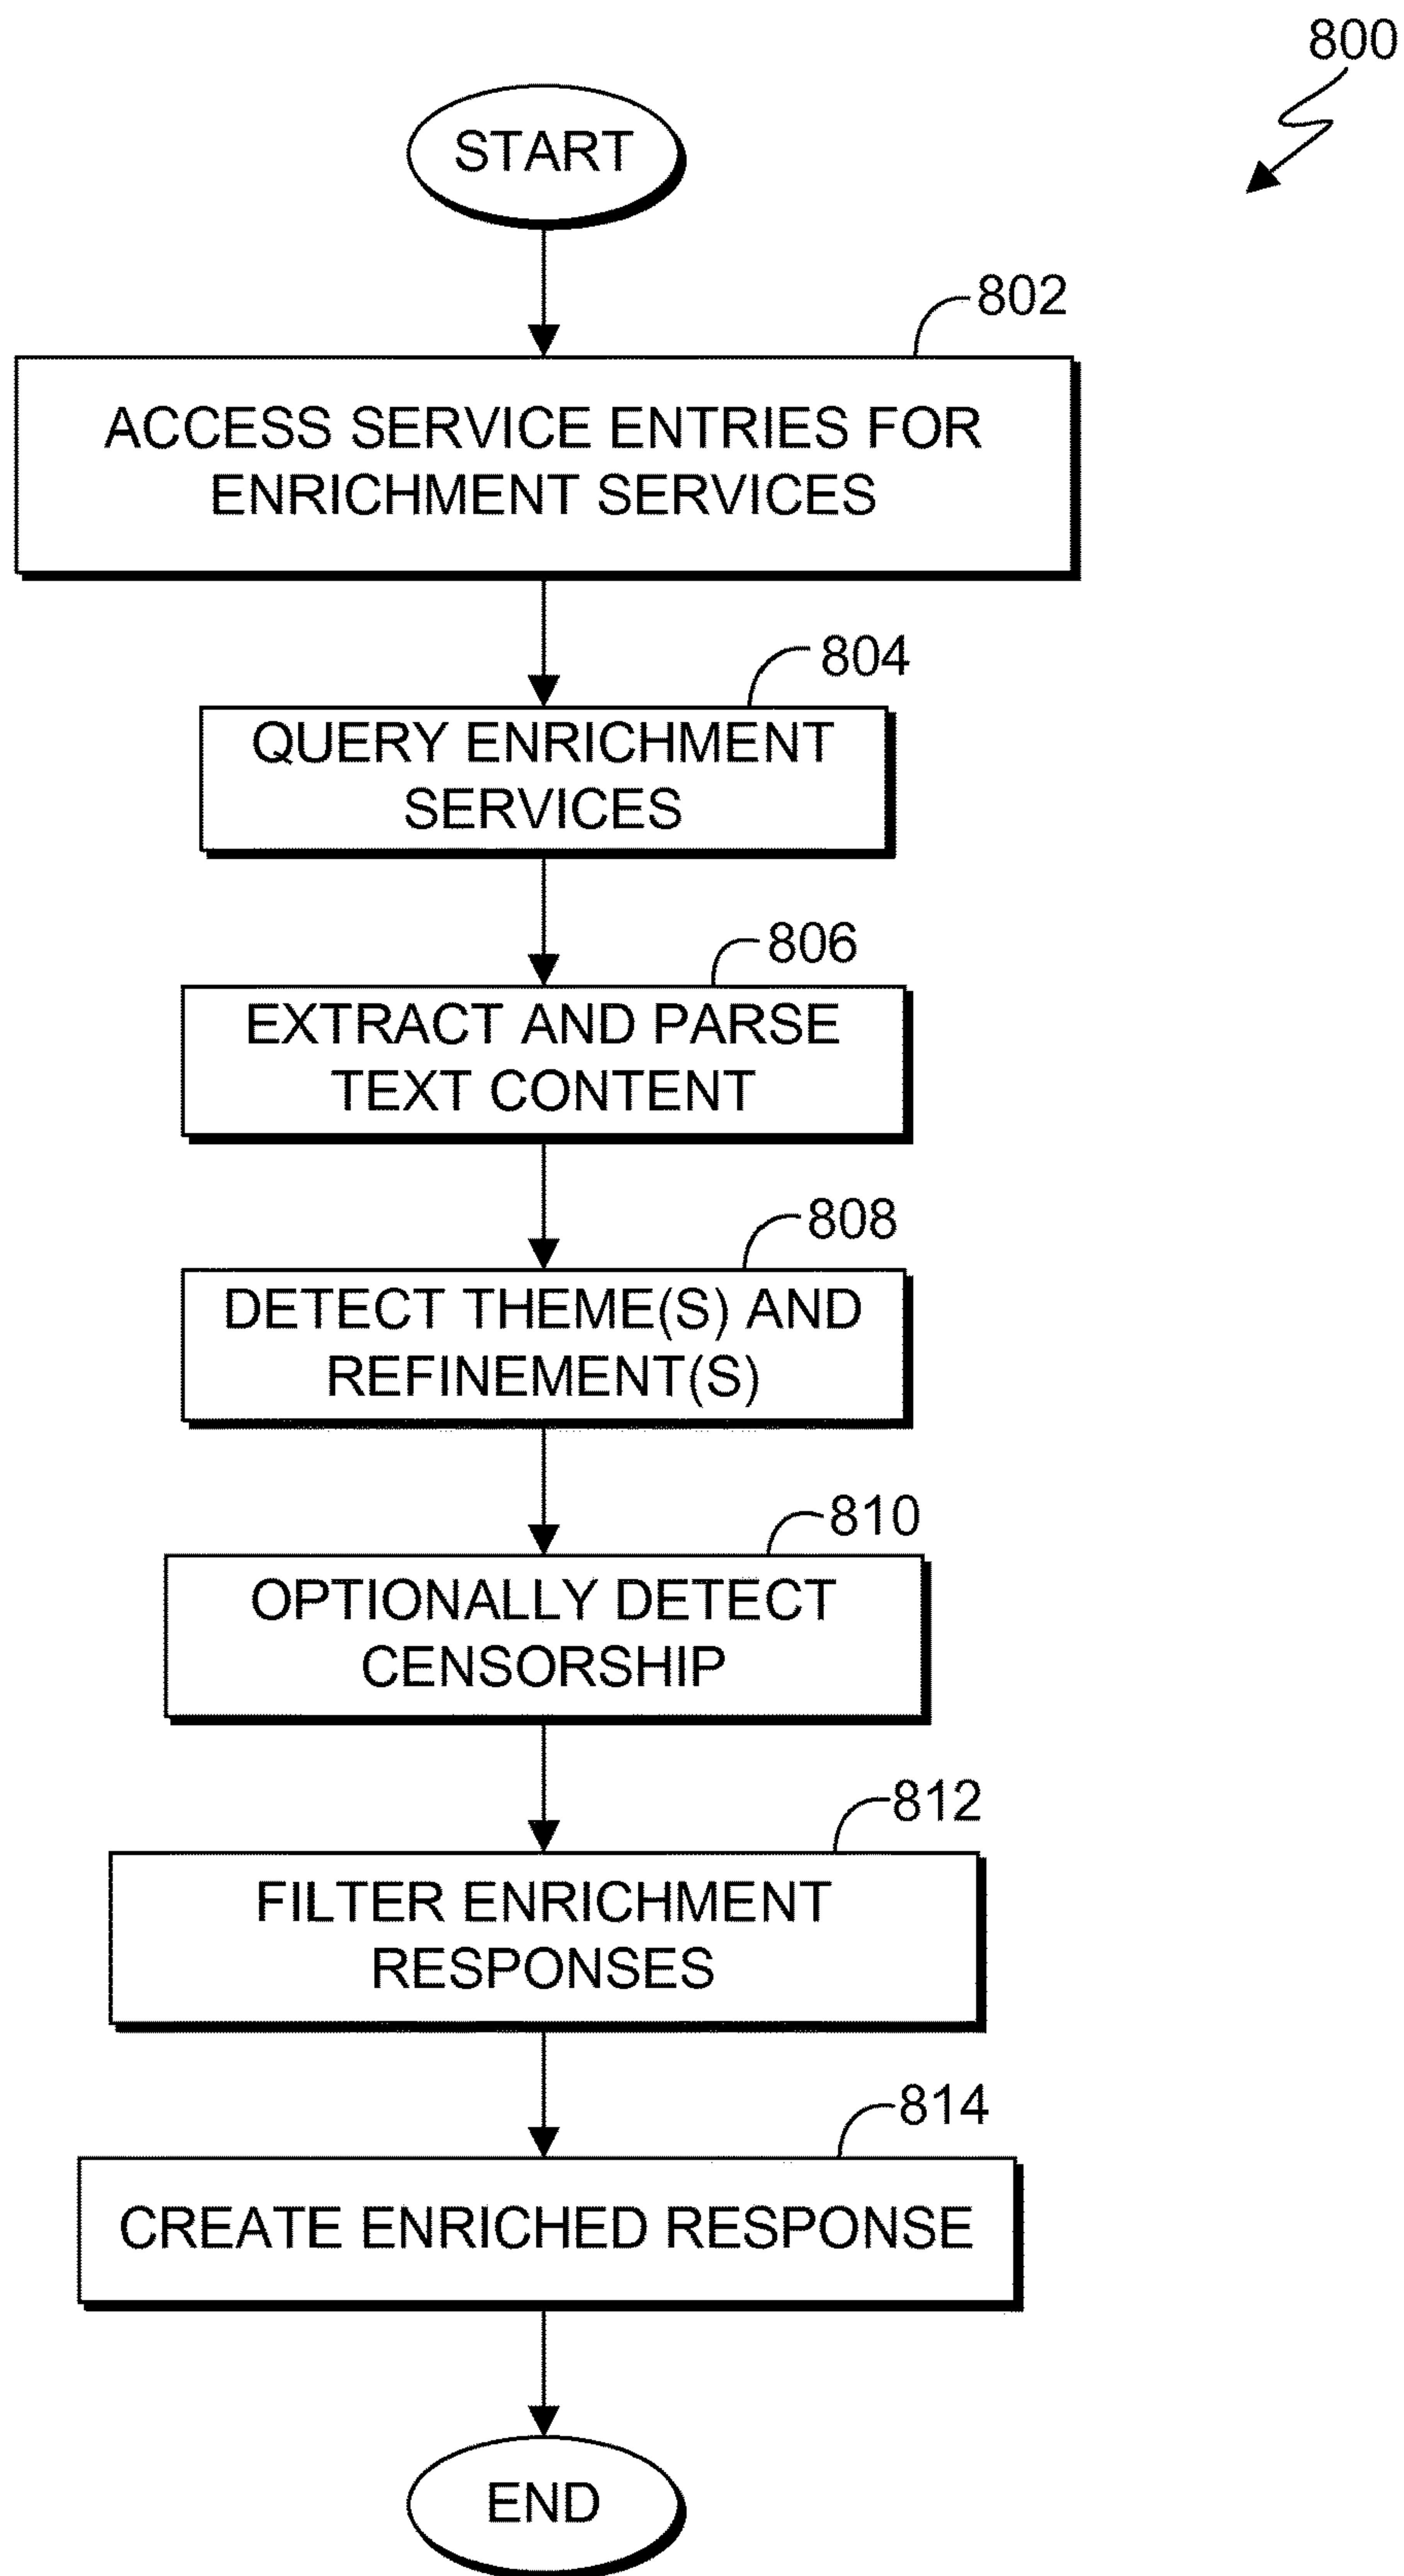 800
START
802
ACCESS SERVICE ENTRIES FOR
ENRICHMENT SERVICES
804
QUERY ENRICHMENT
SERVICES
806
EXTRACT AND PARSE
TEXT CONTENT
808
DETECT THEME(S) AND
REFINEMENT(S)
810
OPTIONALLY DETECT
CENSORSHIP
812
FILTER ENRICHMENT
RESPONSES
814
CREATE ENRICHED RESPONSE
END